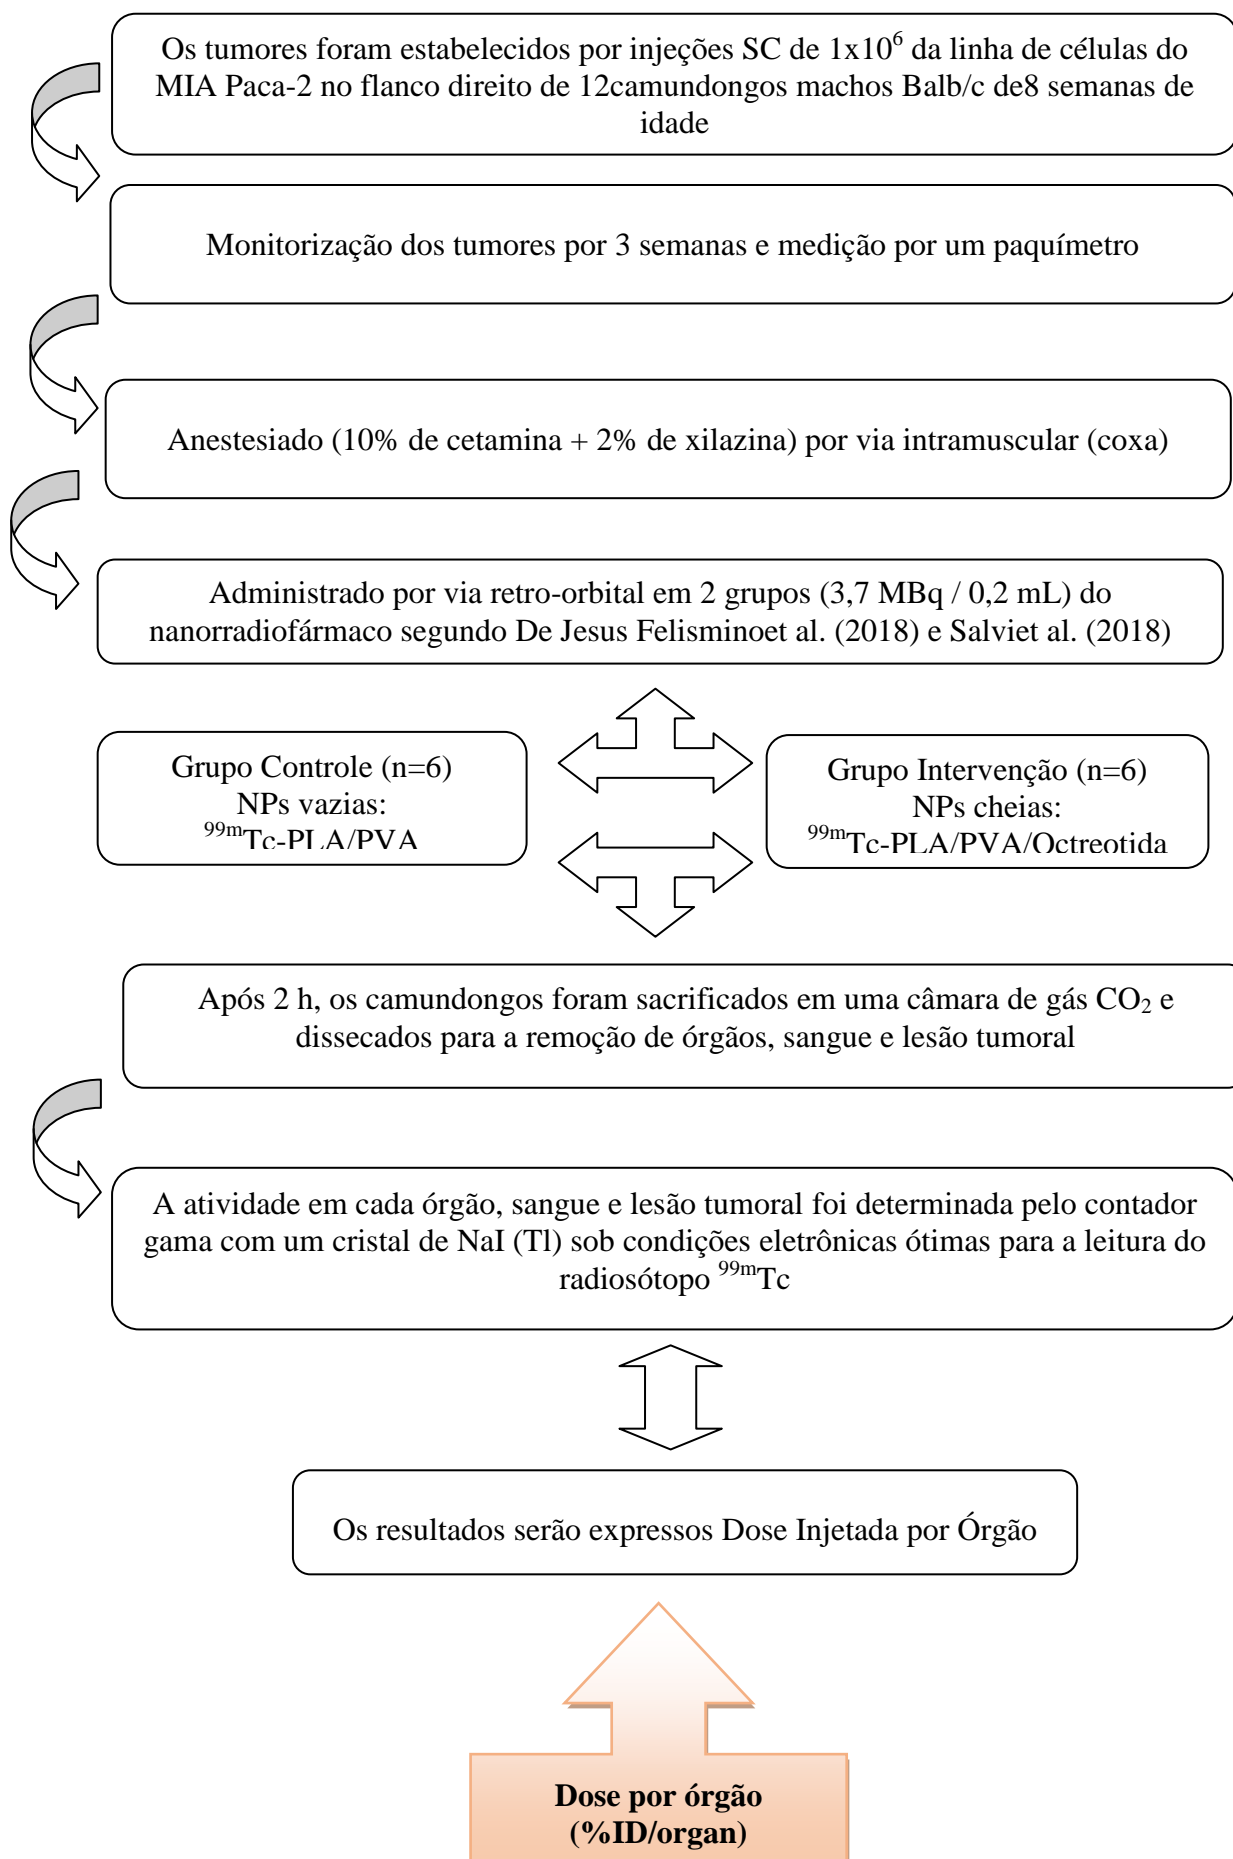 Os tumores foram estabelecidos por injeções SC de 1x10⁶ da linha de células do
MIA Paca-2 no flanco direito de 12camundongos machos Balb/c de8 semanas de
idade
Monitorização dos tumores por 3 semanas e medição por um paquímetro
Anestesiado (10% de cetamina + 2% de xilazina) por via intramuscular (coxa)
Administrado por via retro-orbital em 2 grupos (3,7 MBq / 0,2 mL) do
nanorradiofármaco segundo De Jesus Felisminoet al. (2018) e Salviet al. (2018)
Grupo Controle (n=6)
NPs vazias:
⁹⁹ᵐTc-PLA/PVA
Grupo Intervenção (n=6)
NPs cheias:
⁹⁹ᵐTc-PLA/PVA/Octreotida
Após 2 h, os camundongos foram sacrificados em uma câmara de gás CO₂ e
dissecados para a remoção de órgãos, sangue e lesão tumoral
A atividade em cada órgão, sangue e lesão tumoral foi determinada pelo contador
gama com um cristal de NaI (Tl) sob condições eletrônicas ótimas para a leitura do
radiosótopo ⁹⁹ᵐTc
Os resultados serão expressos Dose Injetada por Órgão
Dose por órgão
(%ID/organ)